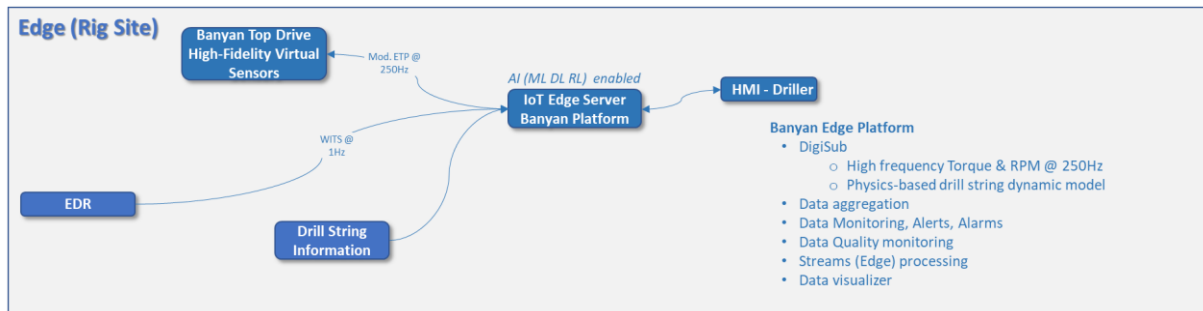 Edge (Rig Site)
Banyan Top Drive
High-Fidelity Virtual
Sensors
Mod. ETP @
250Hz
AI (ML DL RL) enabled
IoT Edge Server
Banyan Platform
HMI - Driller
WITS @
1Hz
EDR
Drill String
Information
Banyan Edge Platform
• DigiSub
o High frequency Torque & RPM @ 250Hz
o Physics-based drill string dynamic model
• Data aggregation
• Data Monitoring, Alerts, Alarms
• Data Quality monitoring
• Streams (Edge) processing
• Data visualizer